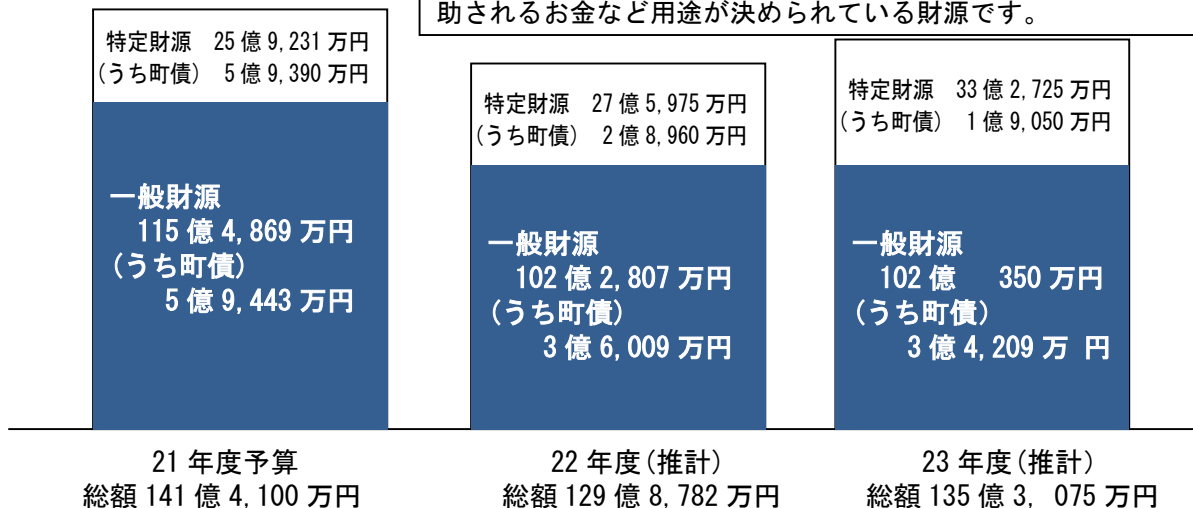 助されるお金など用途が決められている財源です。
特定財源 25億9,231万円
(うち町債) 5億9,390万円
一般財源
115億4,869万円
(うち町債)
5億9,443万円
21年度予算
総額141億4,100万円
特定財源 27億5,975万円
(うち町債) 2億8,960万円
一般財源
102億2,807万円
(うち町債)
3億6,009万円
22年度(推計)
総額129億8,782万円
特定財源 33億2,725万円
(うち町債) 1億9,050万円
一般財源
102億 350万円
(うち町債)
3億4,209万 円
23年度(推計)
総額135億3, 075万円